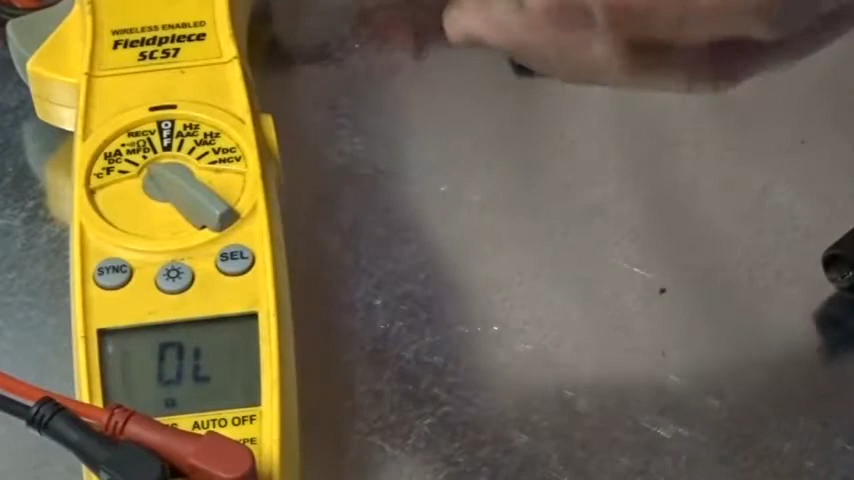 WIRELESS ENABLED
FIELDPIECE
SC57
OFF
RECV
Hz
AAC
Hz
VAC
VDC
NCV
µA
DC
MFD
Ω
°F
°C
SYNC
SEL
OL
AUTO OFF